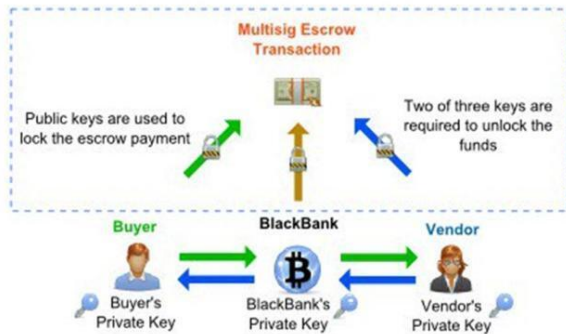 Multisig Escrow
Transaction
Public keys are used to
lock the escrow payment
Two of three keys are
required to unlock the
funds
Buyer
BlackBank
Vendor
Buyer's
Private Key
BlackBank's
Private Key
Vendor's
Private Key